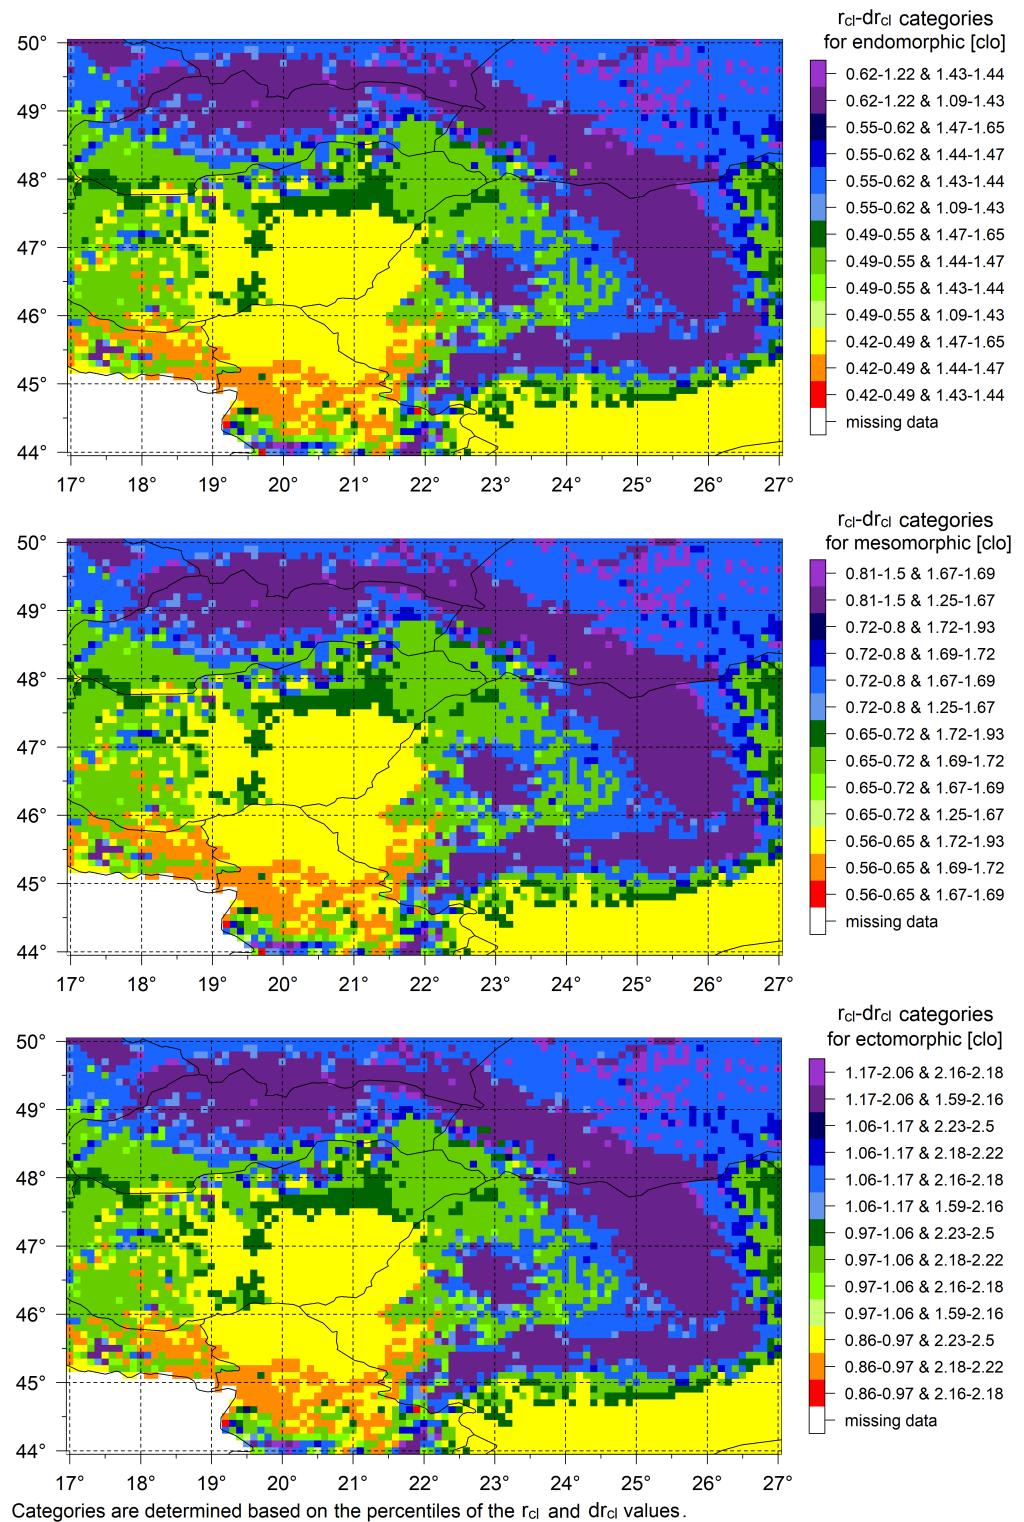 rcl-drcl categories
for endomorphic [clo]
50°
49°
48°
47°
46°
45°
44°
17° 18° 19° 20° 21° 22° 23° 24° 25° 26° 27°
0.62-1.22 & 1.43-1.44
0.62-1.22 & 1.09-1.43
0.55-0.62 & 1.47-1.65
0.55-0.62 & 1.44-1.47
0.55-0.62 & 1.43-1.44
0.55-0.62 & 1.09-1.43
0.49-0.55 & 1.47-1.65
0.49-0.55 & 1.44-1.47
0.49-0.55 & 1.43-1.44
0.49-0.55 & 1.09-1.43
0.42-0.49 & 1.47-1.65
0.42-0.49 & 1.44-1.47
0.42-0.49 & 1.43-1.44
missing data
rcl-drcl categories
for mesomorphic [clo]
50°
49°
48°
47°
46°
45°
44°
17° 18° 19° 20° 21° 22° 23° 24° 25° 26° 27°
0.81-1.5 & 1.67-1.69
0.81-1.5 & 1.25-1.67
0.72-0.8 & 1.72-1.93
0.72-0.8 & 1.69-1.72
0.72-0.8 & 1.67-1.69
0.72-0.8 & 1.25-1.67
0.65-0.72 & 1.72-1.93
0.65-0.72 & 1.69-1.72
0.65-0.72 & 1.67-1.69
0.65-0.72 & 1.25-1.67
0.56-0.65 & 1.72-1.93
0.56-0.65 & 1.69-1.72
0.56-0.65 & 1.67-1.69
missing data
rcl-drcl categories
for ectomorphic [clo]
50°
49°
48°
47°
46°
45°
44°
17° 18° 19° 20° 21° 22° 23° 24° 25° 26° 27°
1.17-2.06 & 2.16-2.18
1.17-2.06 & 1.59-2.16
1.06-1.17 & 2.23-2.5
1.06-1.17 & 2.18-2.22
1.06-1.17 & 2.16-2.18
1.06-1.17 & 1.59-2.16
0.97-1.06 & 2.23-2.5
0.97-1.06 & 2.18-2.22
0.97-1.06 & 2.16-2.18
0.97-1.06 & 1.59-2.16
0.86-0.97 & 2.23-2.5
0.86-0.97 & 2.18-2.22
0.86-0.97 & 2.16-2.18
missing data
Categories are determined based on the percentiles of the rcl and drcl values.